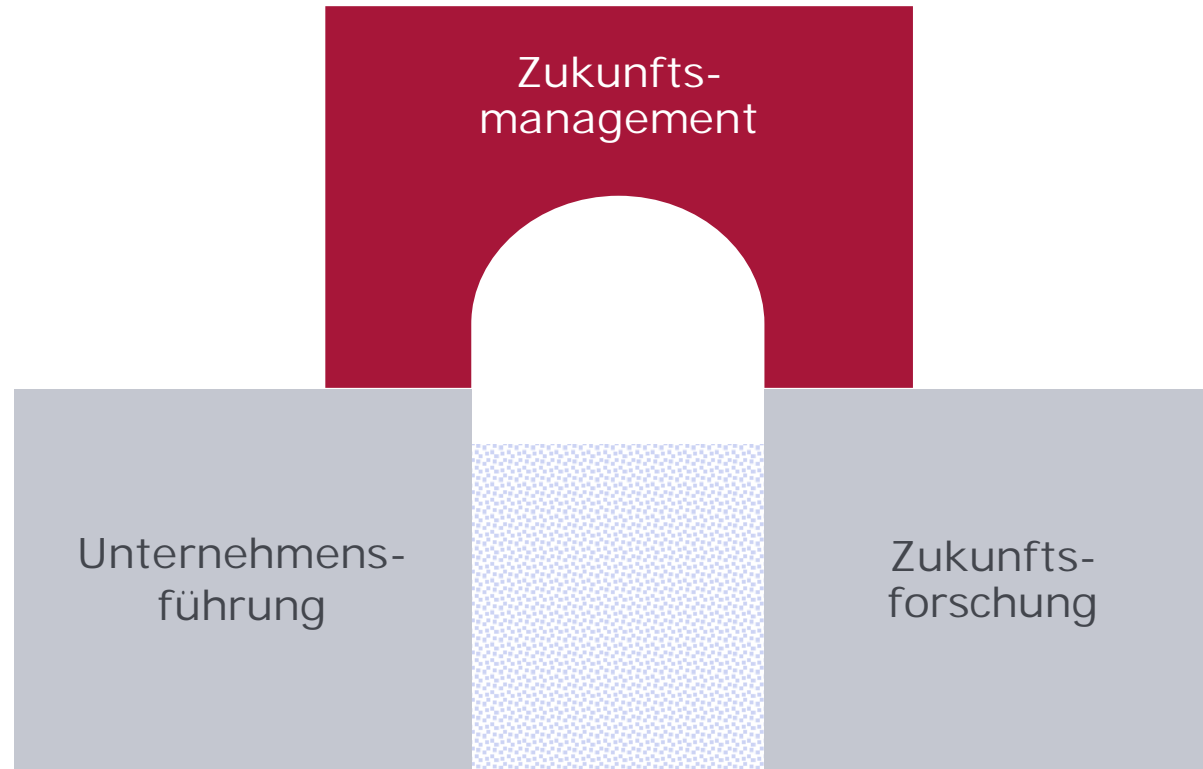 Zukunfts-
management
Unternehmens-
führung
Zukunfts-
forschung